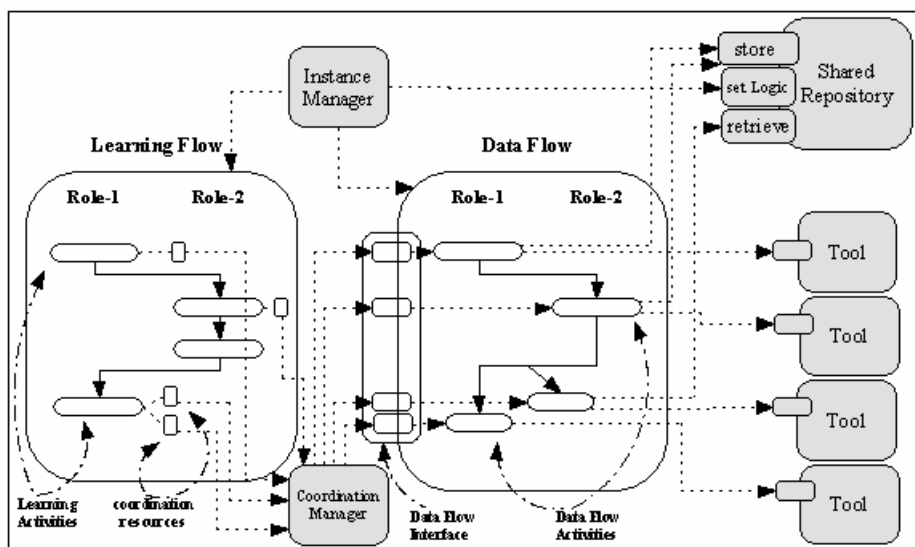 store
Instance
Manager
set Logic
Shared
Repository
retrieve
Learning Flow
Data Flow
Role-1
Role-2
Role-1
Role-2
Tool
Tool
Tool
Tool
Learning
Activities
coordination
resources
Coordination
Manager
Data Flow
Interface
Data Flow
Activities